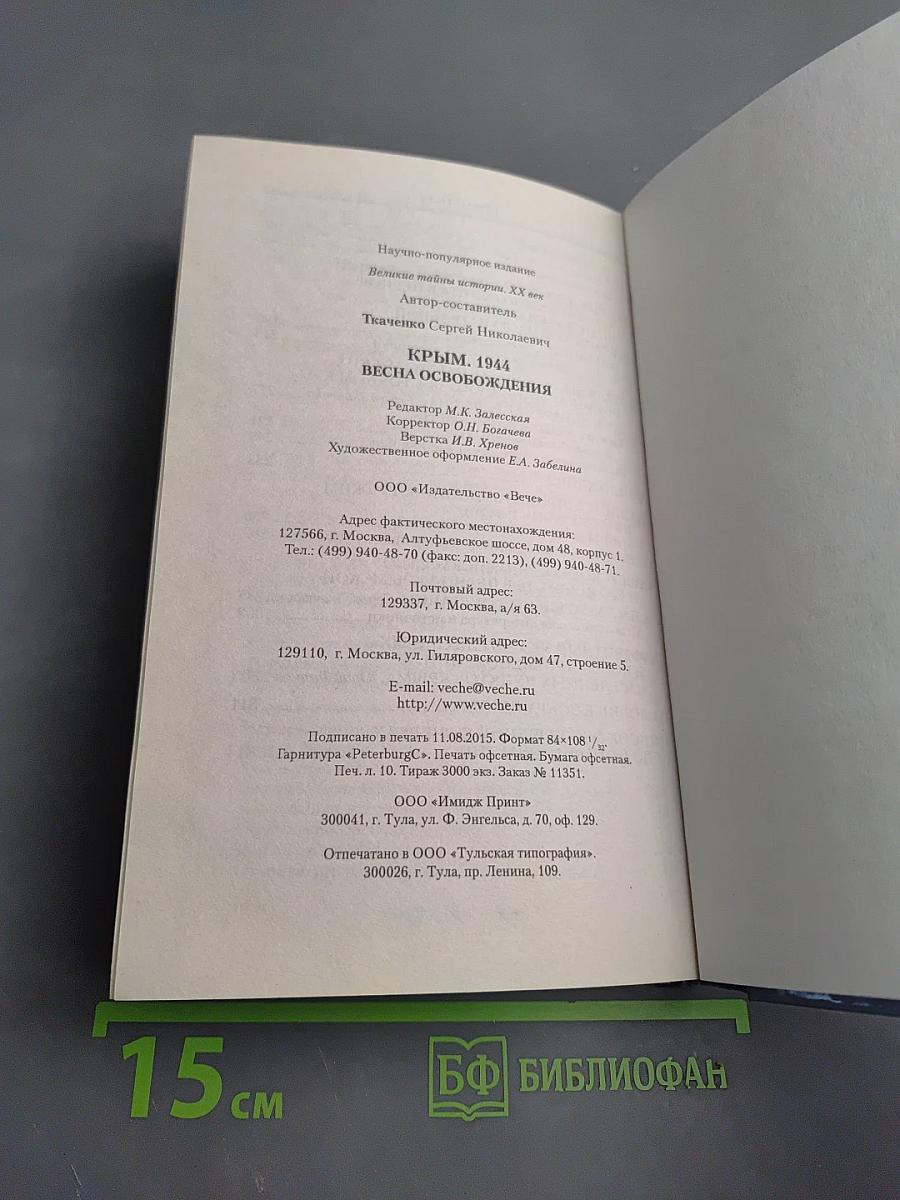 Научно-популярное издание
Великие тайны истории. XX век
Автор-составитель
Ткаченко Сергей Николаевич
КРЫМ. 1944
ВЕСНА ОСВОБОЖДЕНИЯ
Редактор М.К. Залесская
Корректор О.Н. Богачева
Верстка И.В. Хренов
Художественное оформление Е.А. Забелина
ООО «Издательство «Вече»
Адрес фактического местонахождения:
127566, г. Москва, Алтуфьевское шоссе, дом 48, корпус 1.
Тел.: (499) 940-48-70 (факс: доп. 2213), (499) 940-48-71.
Почтовый адрес:
129337, г. Москва, а/я 63.
Юридический адрес:
129110, г. Москва, ул. Гиляровского, дом 47, строение 5.
E-mail: veche@veche.ru
http://www.veche.ru
Подписано в печать 11.08.2015. Формат 84×108 1/32.
Гарнитура «PeterburgC». Печать офсетная. Бумага офсетная.
Печ. л. 10. Тираж 3000 экз. Заказ № 11351.
ООО «Имидж Принт»
300041, г. Тула, ул. Ф. Энгельса, д. 70, оф. 129.
Отпечатано в ООО «Тульская типография».
300026, г. Тула, пр. Ленина, 109.
15 см
БФ БИБЛИОФАН